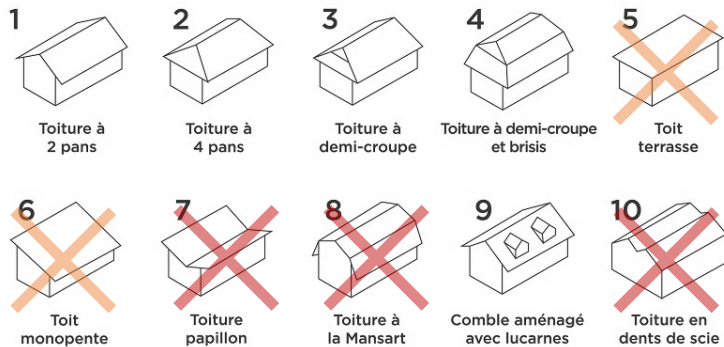 1
2
3
4
5
Toiture à
2 pans
Toiture à
4 pans
Toiture à
demi-croupe
Toiture à demi-croupe
et brisis
Toit
terrasse
6
7
8
9
10
Toit
monopente
Toiture
papillon
Toiture à
la Mansart
Comble aménagé
avec lucarnes
Toiture en
dents de scie